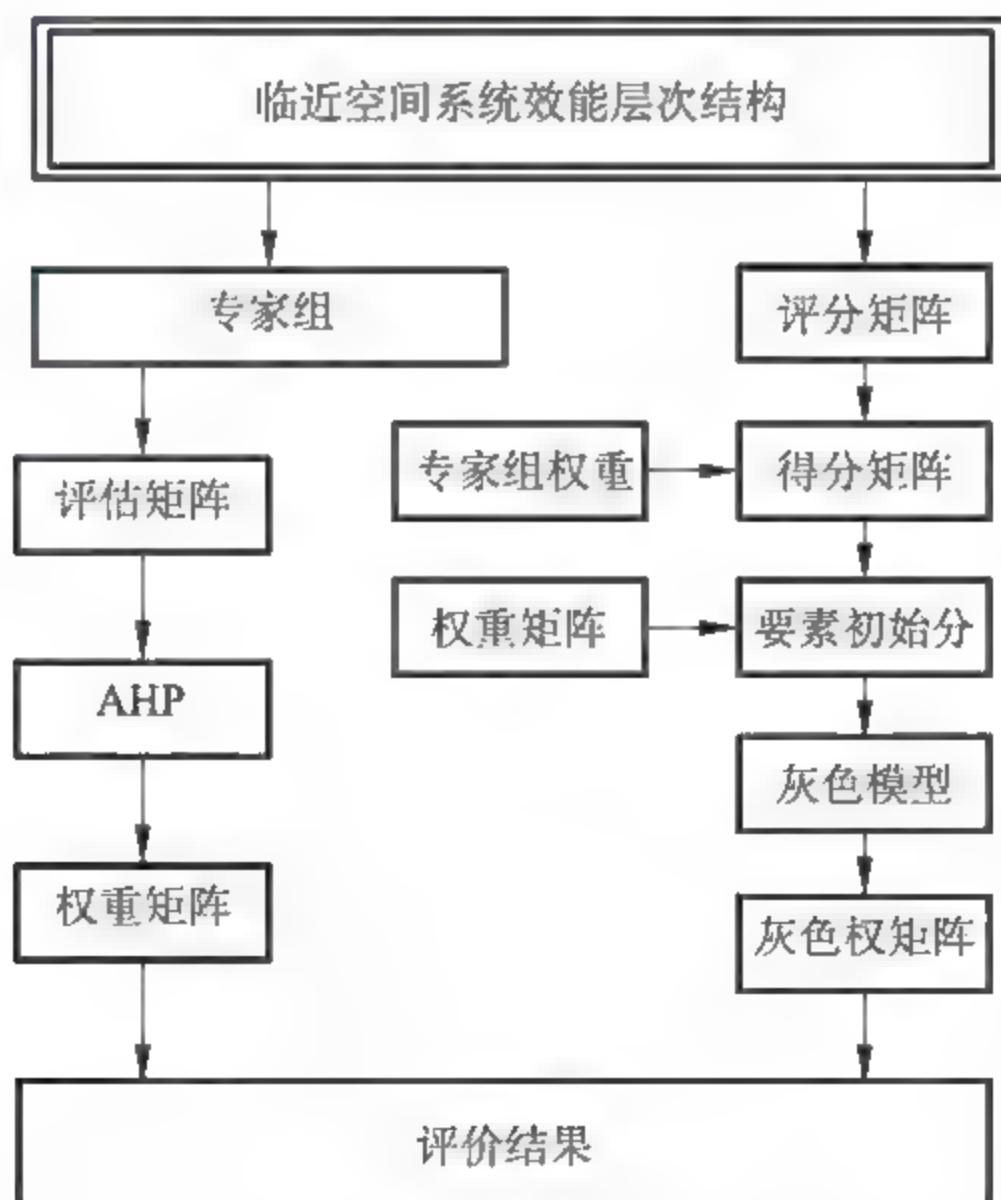 临近空间系统效能层次结构
专家组
评分矩阵
专家组权重
得分矩阵
评估矩阵
权重矩阵
要素初始分
AHP
灰色模型
权重矩阵
灰色权矩阵
评价结果